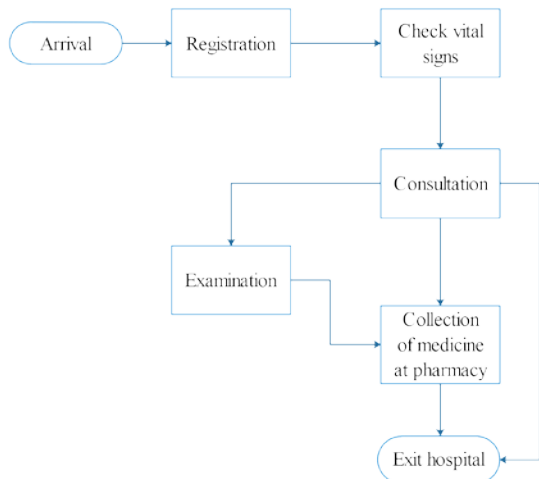 Arrival
Registration
Check vital
signs
Consultation
Examination
Collection
of medicine
at pharmacy
Exit hospital